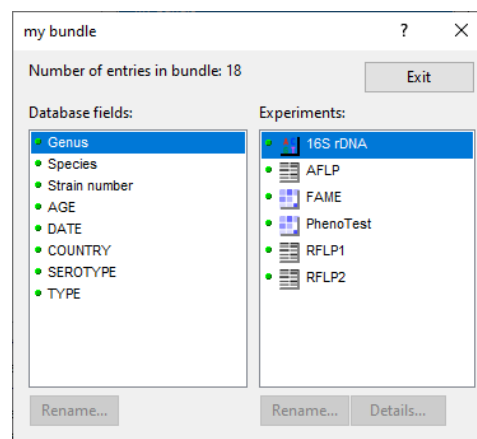 my bundle
?
Number of entries in bundle: 18
Exit
Database fields:
Genus
Species
Strain number
AGE
DATE
COUNTRY
SEROTYPE
TYPE
Rename...
Experiments:
16S rDNA
AFLP
FAME
PhenoTest
RFLP1
RFLP2
Rename...
Details...